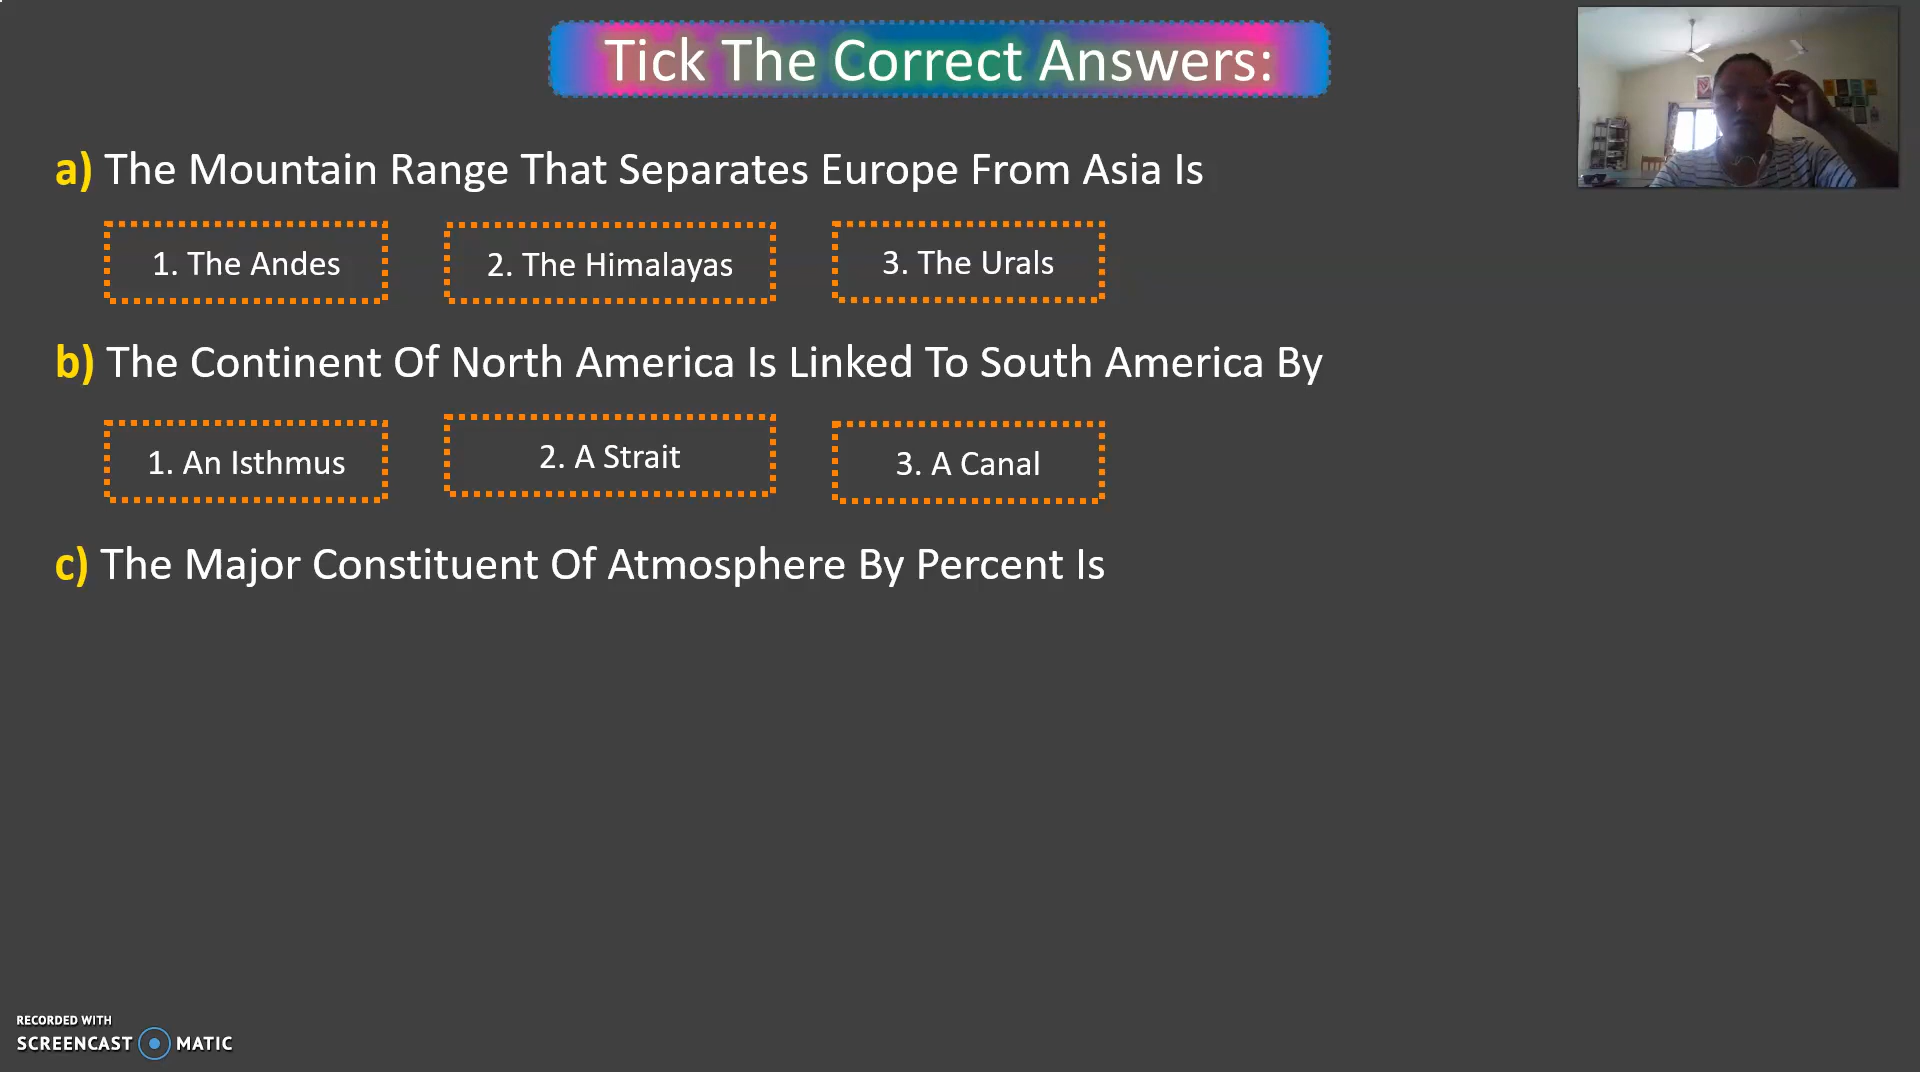 Tick The Correct Answers:
a) The Mountain Range That Separates Europe From Asia Is
1. The Andes
2. The Himalayas
3. The Urals
b) The Continent Of North America Is Linked To South America By
1. An Isthmus
2. A Strait
3. A Canal
c) The Major Constituent Of Atmosphere By Percent Is
RECORDED WITH
SCREENCAST MATIC